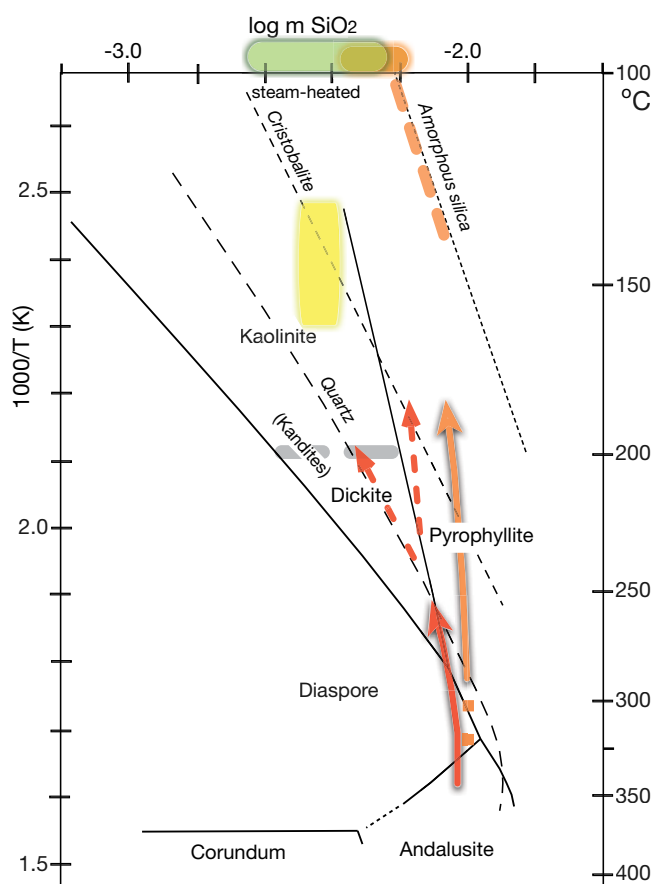 log m SiO2
-3.0
-2.0
100
steam-heated
°C
Cristobalite
Amorphous silica
2.5
150
1000/T (K)
Kaolinite
Quartz
(Kandites)
200
Dickite
2.0
Pyrophyllite
250
Diaspore
300
350
Corundum
Andalusite
1.5
400